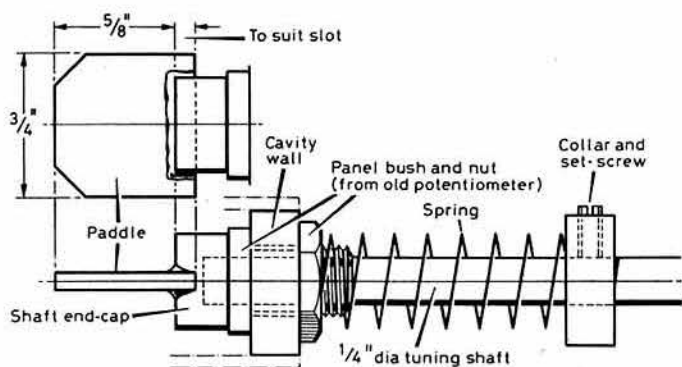 5/8"
To suit slot
3/4"
Cavity
wall
Panel bush and nut
(from old potentiometer)
Collar and
set-screw
Spring
Paddle
Shaft end-cap
1/4" dia tuning shaft